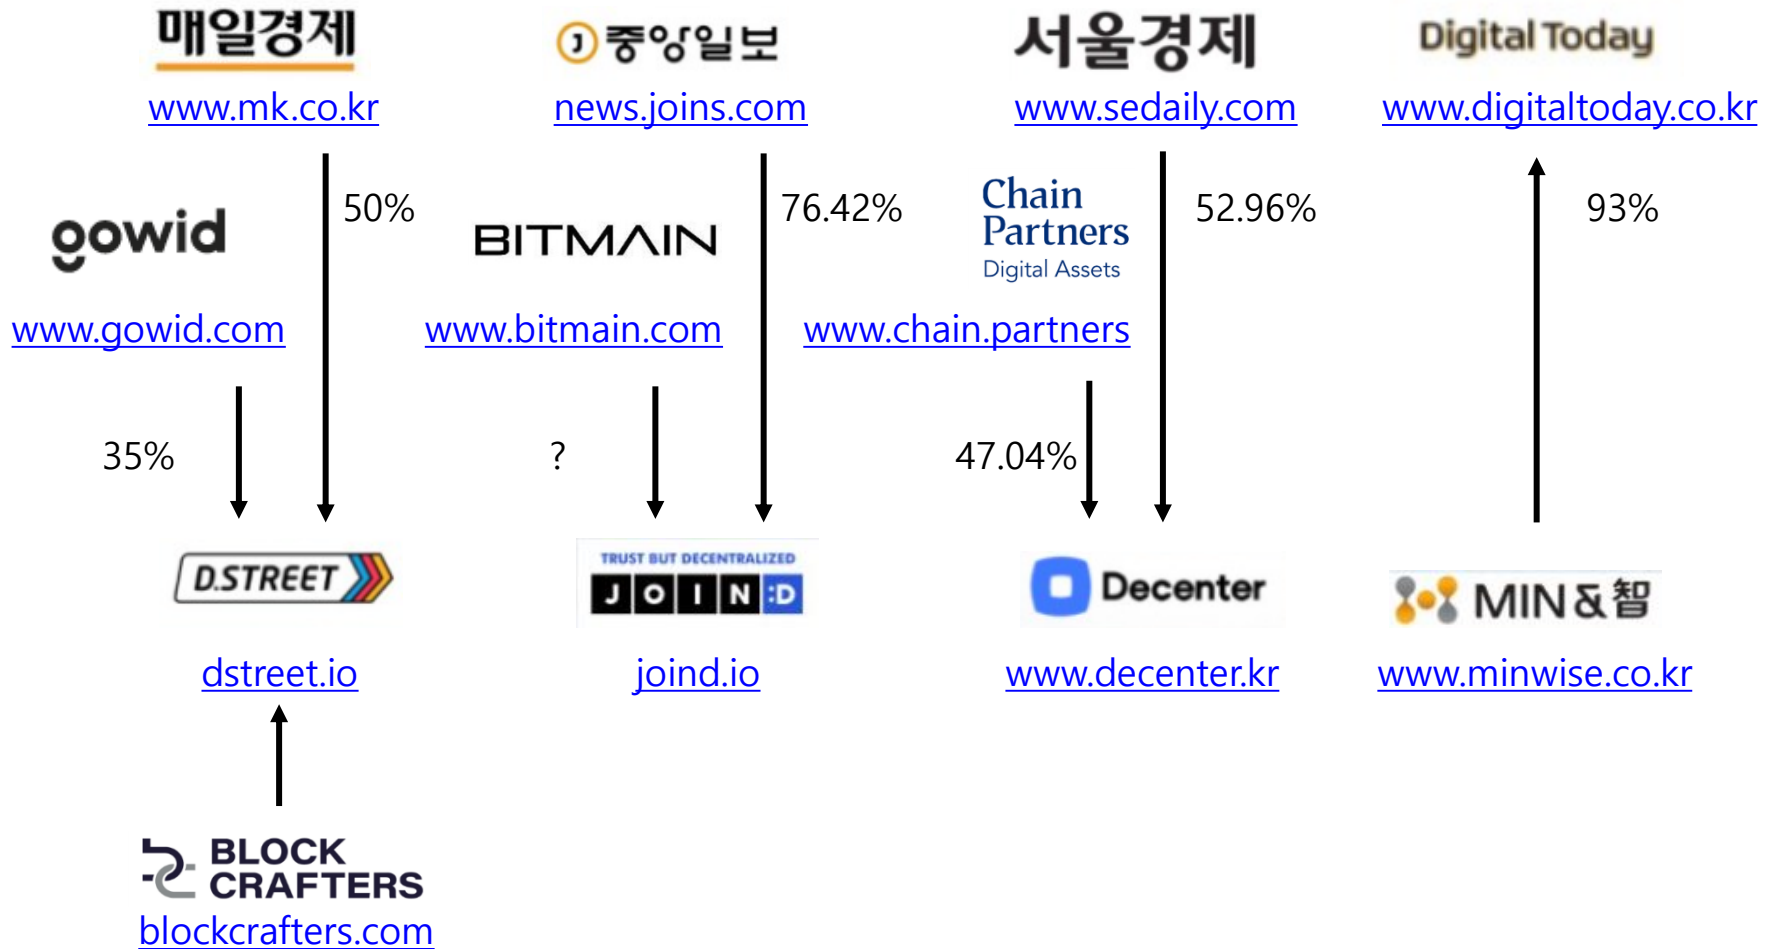 매일경제
J 중앙일보
서울경제
Digital Today
www.mk.co.kr
news.joins.com
www.sedaily.com
www.digitaltoday.co.kr
gowid
50%
BITMAIN
76.42%
Chain
Partners
Digital Assets
52.96%
93%
www.gowid.com
www.bitmain.com
www.chain.partners
35%
?
47.04%
D.STREET
TRUST BUT DECENTRALIZED
JOIN:D
Decenter
MIN&智
dstreet.io
joind.io
www.decenter.kr
www.minwise.co.kr
BLOCK
CRAFTERS
blockcrafters.com